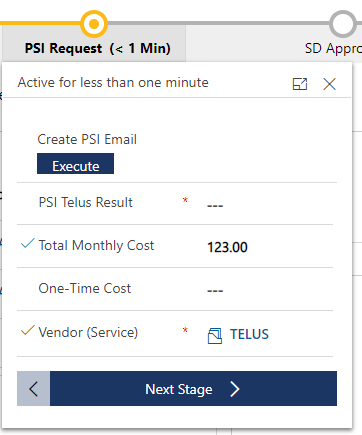 PSI Request (< 1 Min)
SD Appro
Active for less than one minute
Create PSI Email
Execute
PSI Telus Result * ---
Total Monthly Cost 123.00
One-Time Cost ---
Vendor (Service) * TELUS
Next Stage